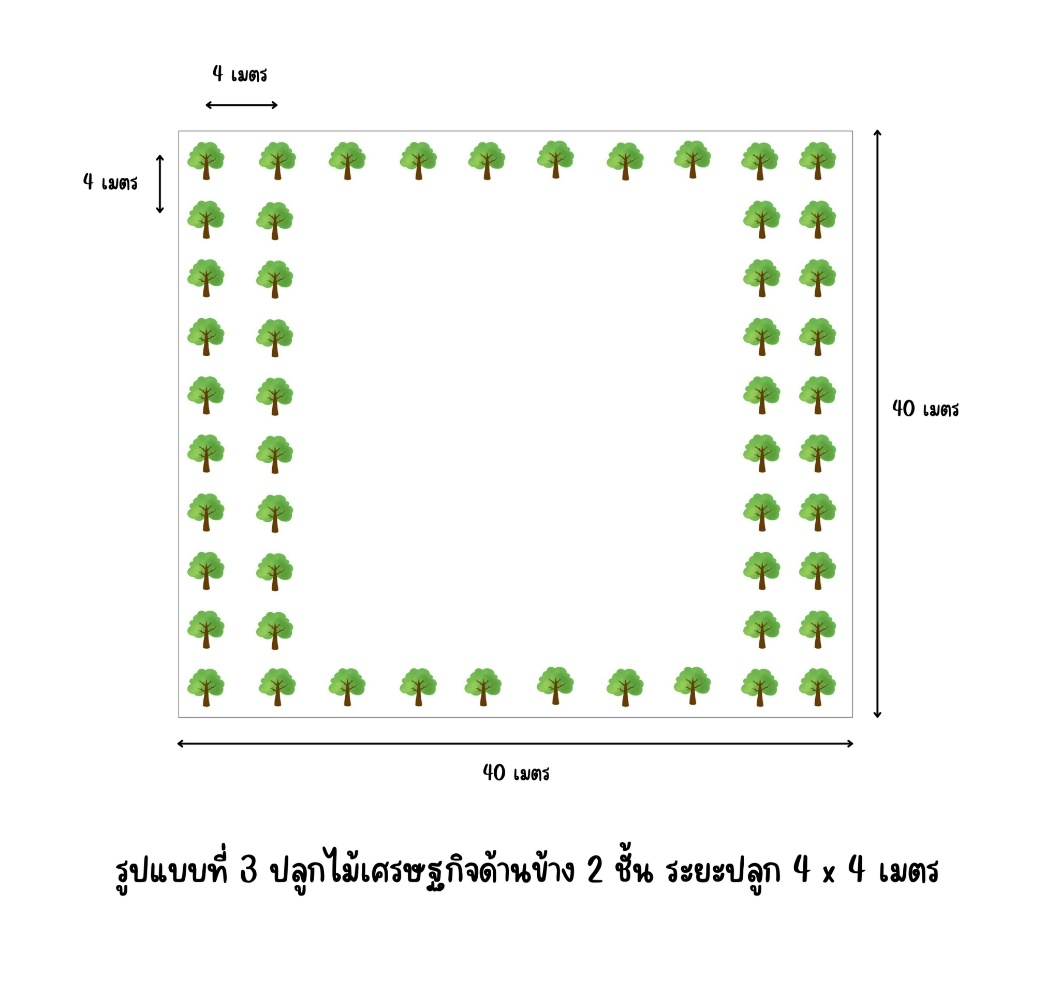 4 เมตร
4 เมตร
40 เมตร
40 เมตร
รูปแบบที่ 3 ปลูกไม้เศรษฐกิจด้านข้าง 2 ชั้น ระยะปลูก 4 x 4 เมตร